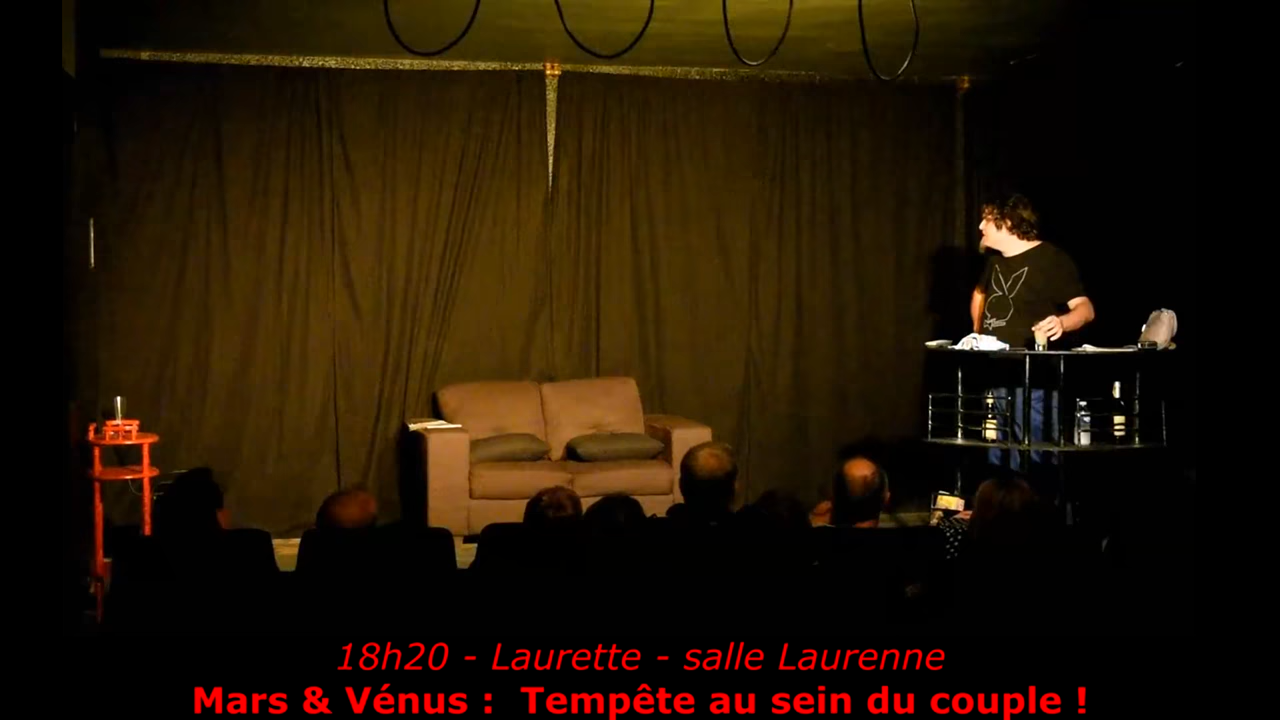 18h20 - Laurette - salle Laurenne
Mars & Vénus : Tempête au sein du couple !